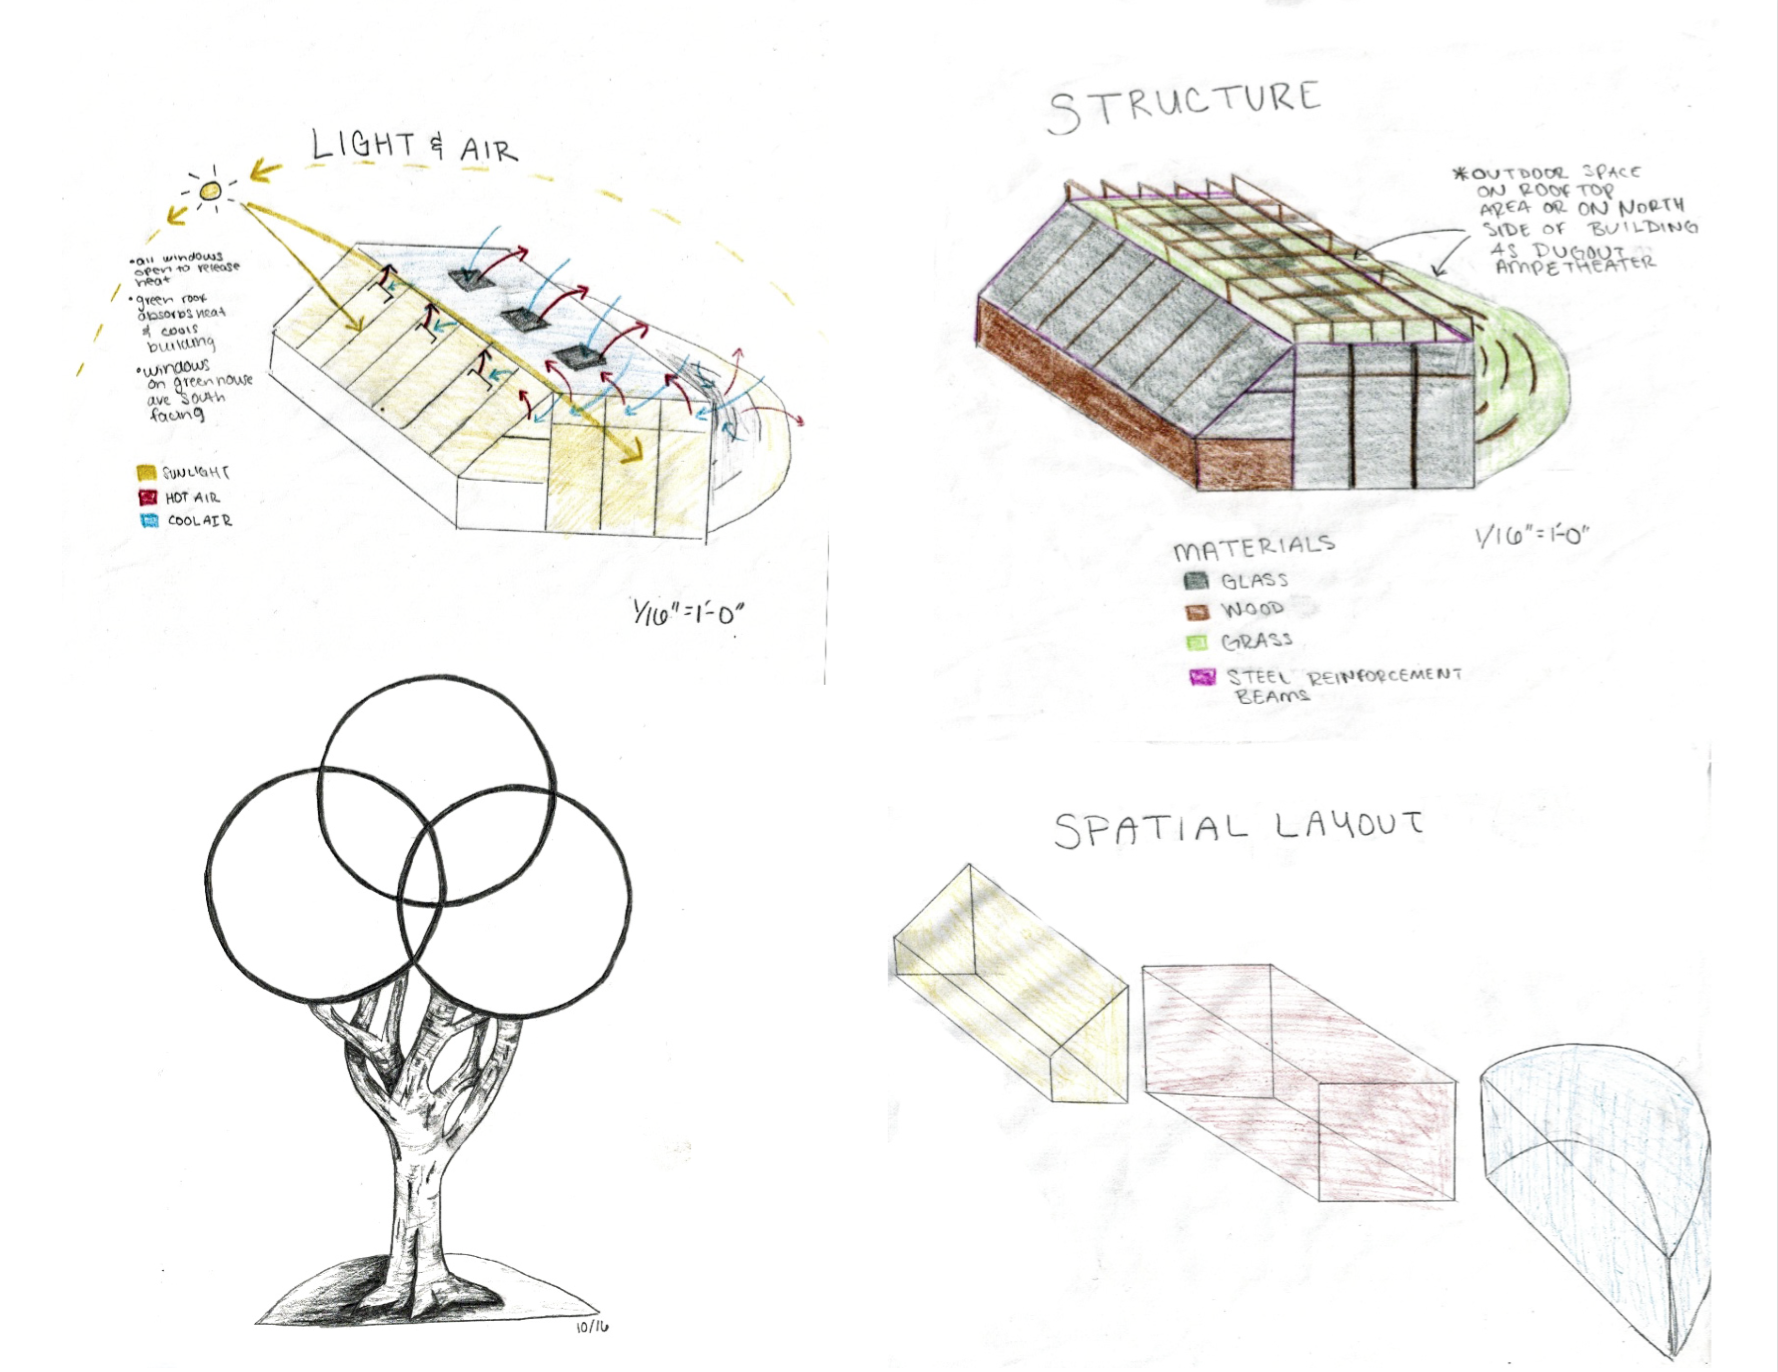 LIGHT & AIR
•all windows
open to release
heat
•green roof
absorbs heat
& cools
building
•windows
on greenhouse
are south
facing
SUNLIGHT
HOT AIR
COOL AIR
1/16"=1'-0"
STRUCTURE
*OUTDOOR SPACE
ON ROOFTOP
AREA OR ON NORTH
SIDE OF BUILDING
AS DUGOUT
AMPETHEATER
1/16"=1'-0"
MATERIALS
GLASS
WOOD
GRASS
STEEL REINFORCEMENT
BEAMS
10/16
SPATIAL LAYOUT